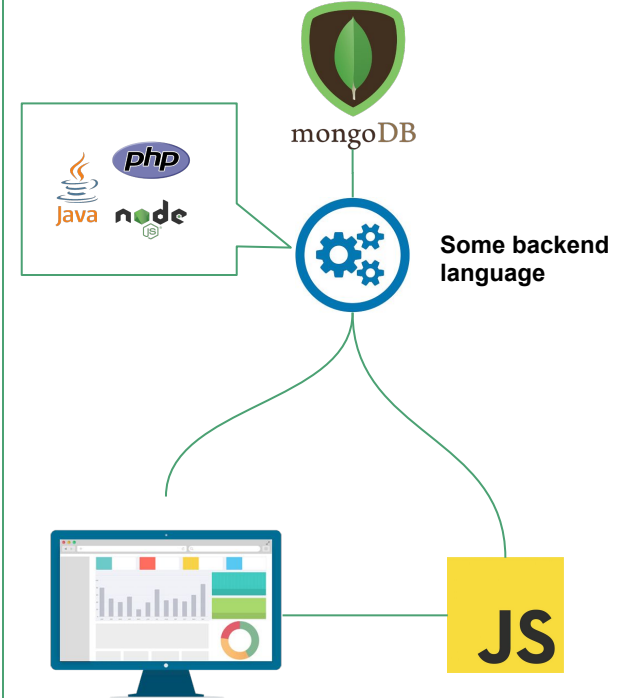 mongoDB
php
Java
node
JS
Some backend
language
JS